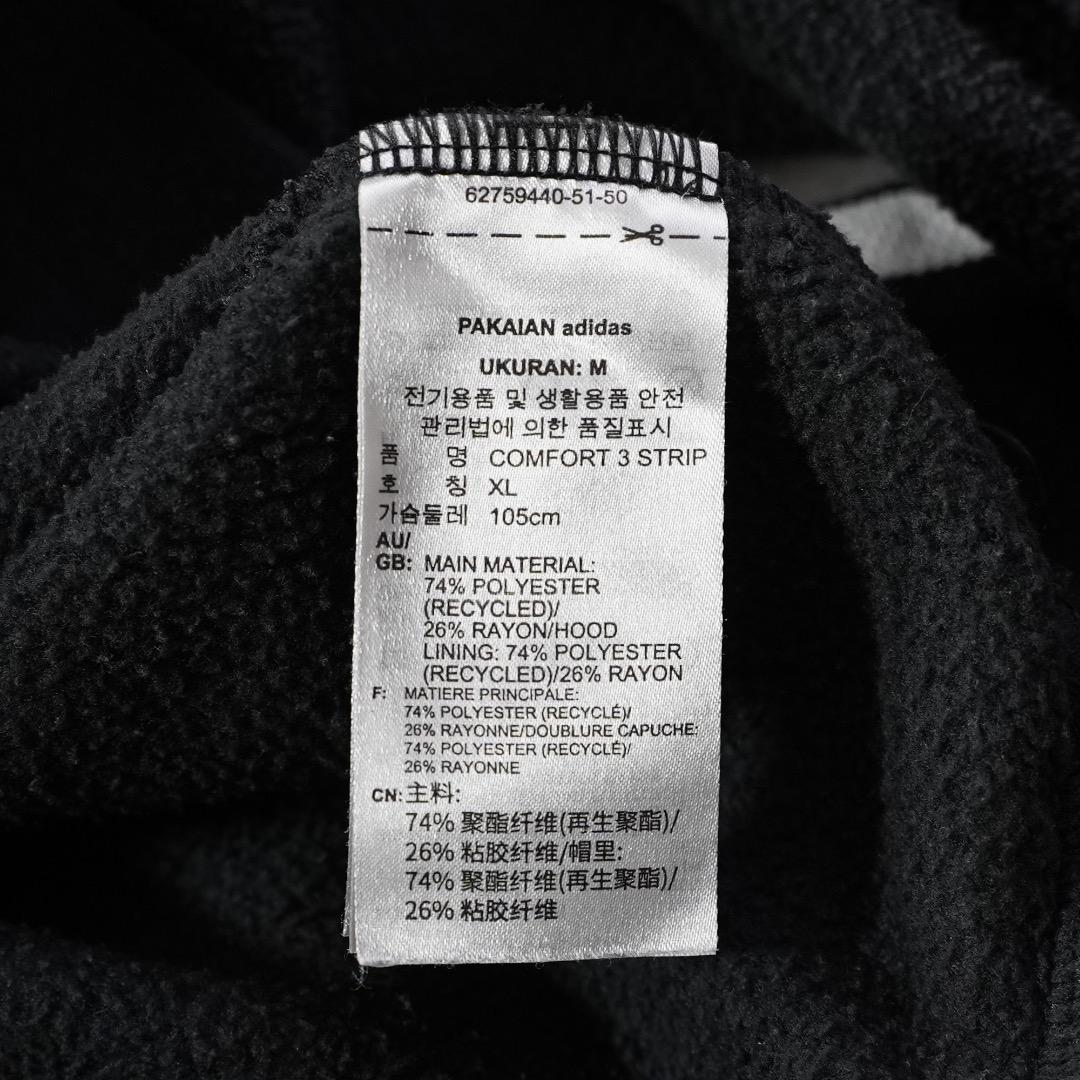 62759440-51-50
PAKAIAN adidas
UKURAN: M
전기용품 및 생활용품 안전
관리법에 의한 품질표시
품 명 COMFORT 3 STRIP
호 칭 XL
가슴둘레 105cm
AU/
GB: MAIN MATERIAL:
74% POLYESTER
(RECYCLED)/
26% RAYON/HOOD
LINING: 74% POLYESTER
(RECYCLED)/26% RAYON
F: MATIERE PRINCIPALE:
74% POLYESTER (RECYCLÉ)/
26% RAYONNE/DOUBLURE CAPUCHE:
74% POLYESTER (RECYCLÉ)/
26% RAYONNE
CN: 主料:
74% 聚酯纤维(再生聚酯)/
26% 粘胶纤维/帽里:
74% 聚酯纤维(再生聚酯)/
26% 粘胶纤维